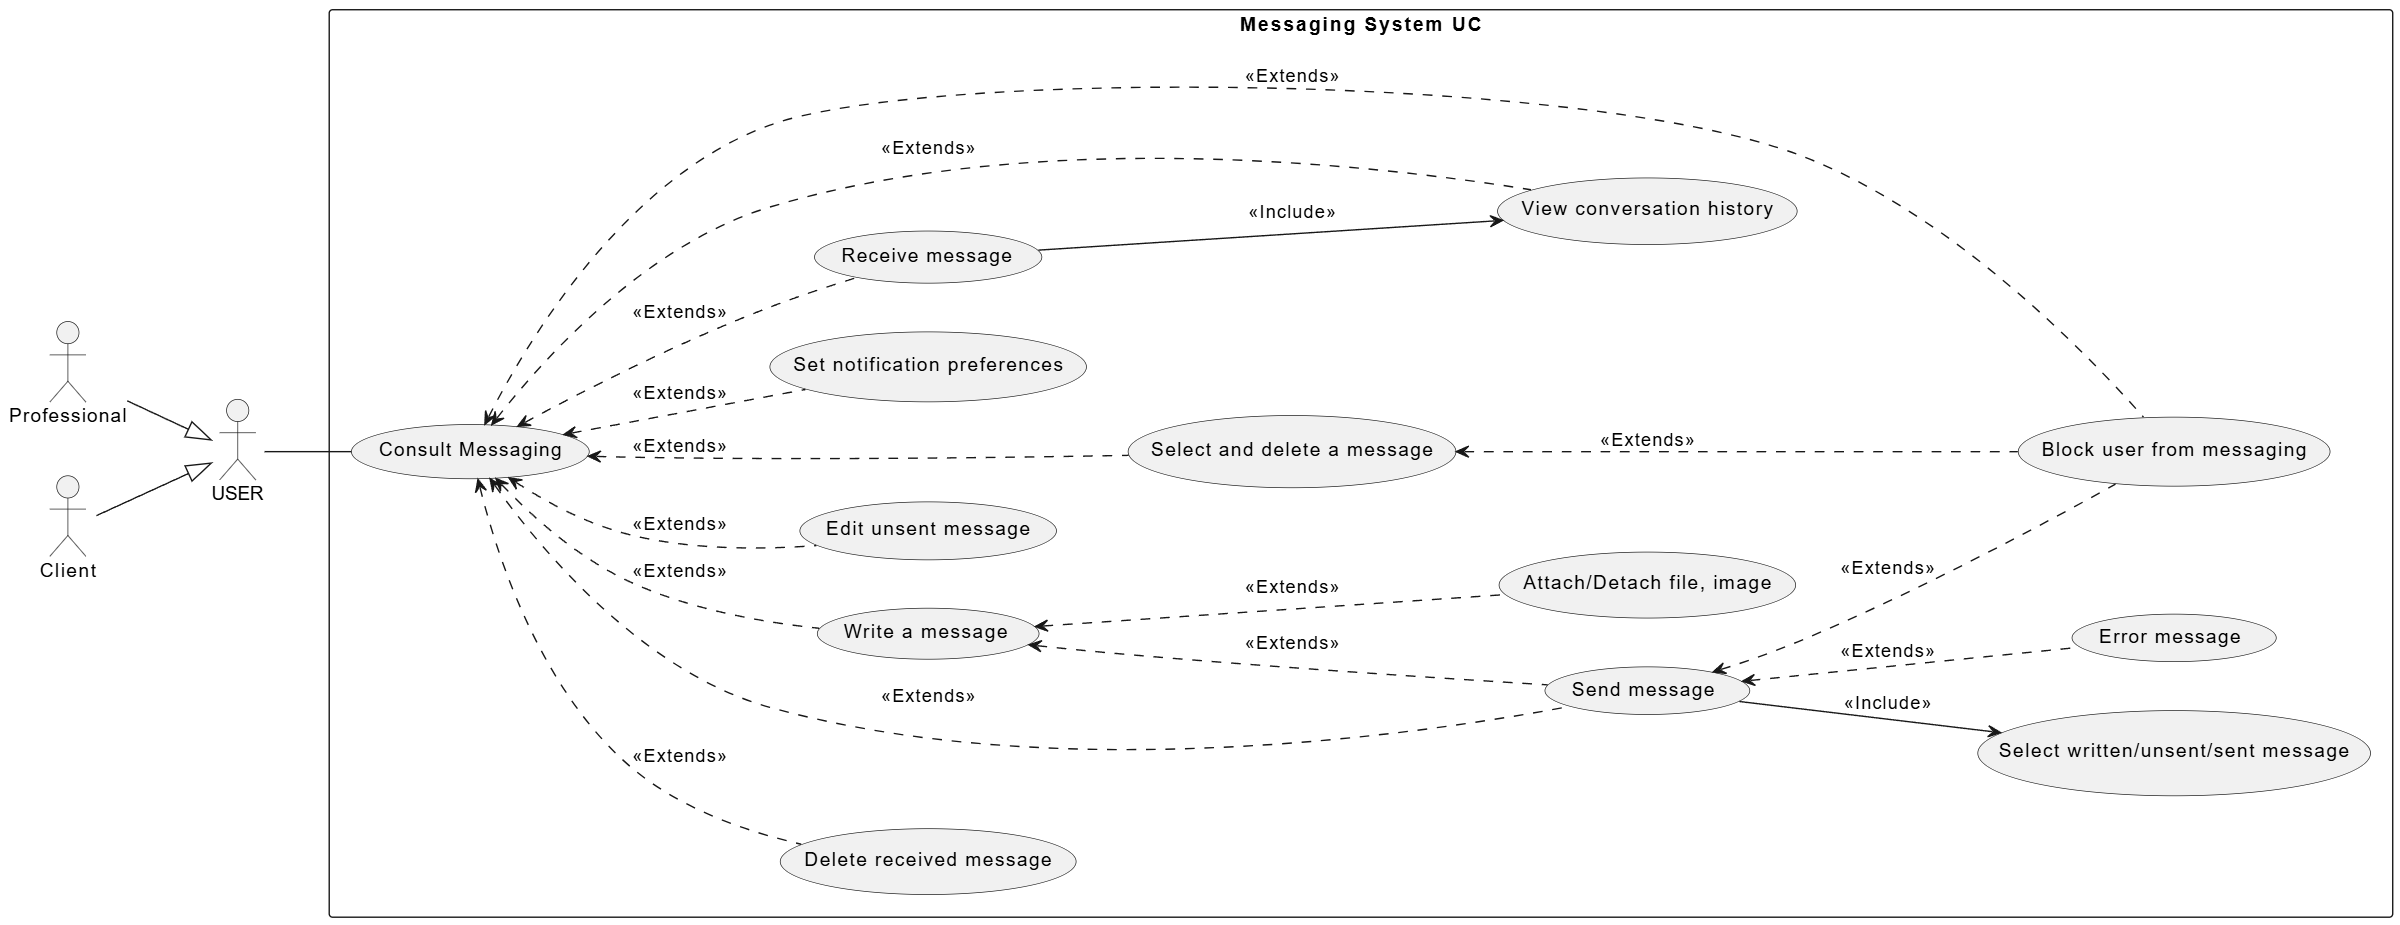 Messaging System UC
«Extends»
«Extends»
View conversation history
«Include»
Receive message
«Extends»
Set notification preferences
«Extends»
Professional
USER
Consult Messaging
«Extends»
Select and delete a message
«Extends»
Block user from messaging
«Extends»
Edit unsent message
Client
«Extends»
«Extends»
Attach/Detach file, image
«Extends»
Write a message
«Extends»
Error message
«Extends»
Send message
«Extends»
«Include»
Select written/unsent/sent message
«Extends»
Delete received message